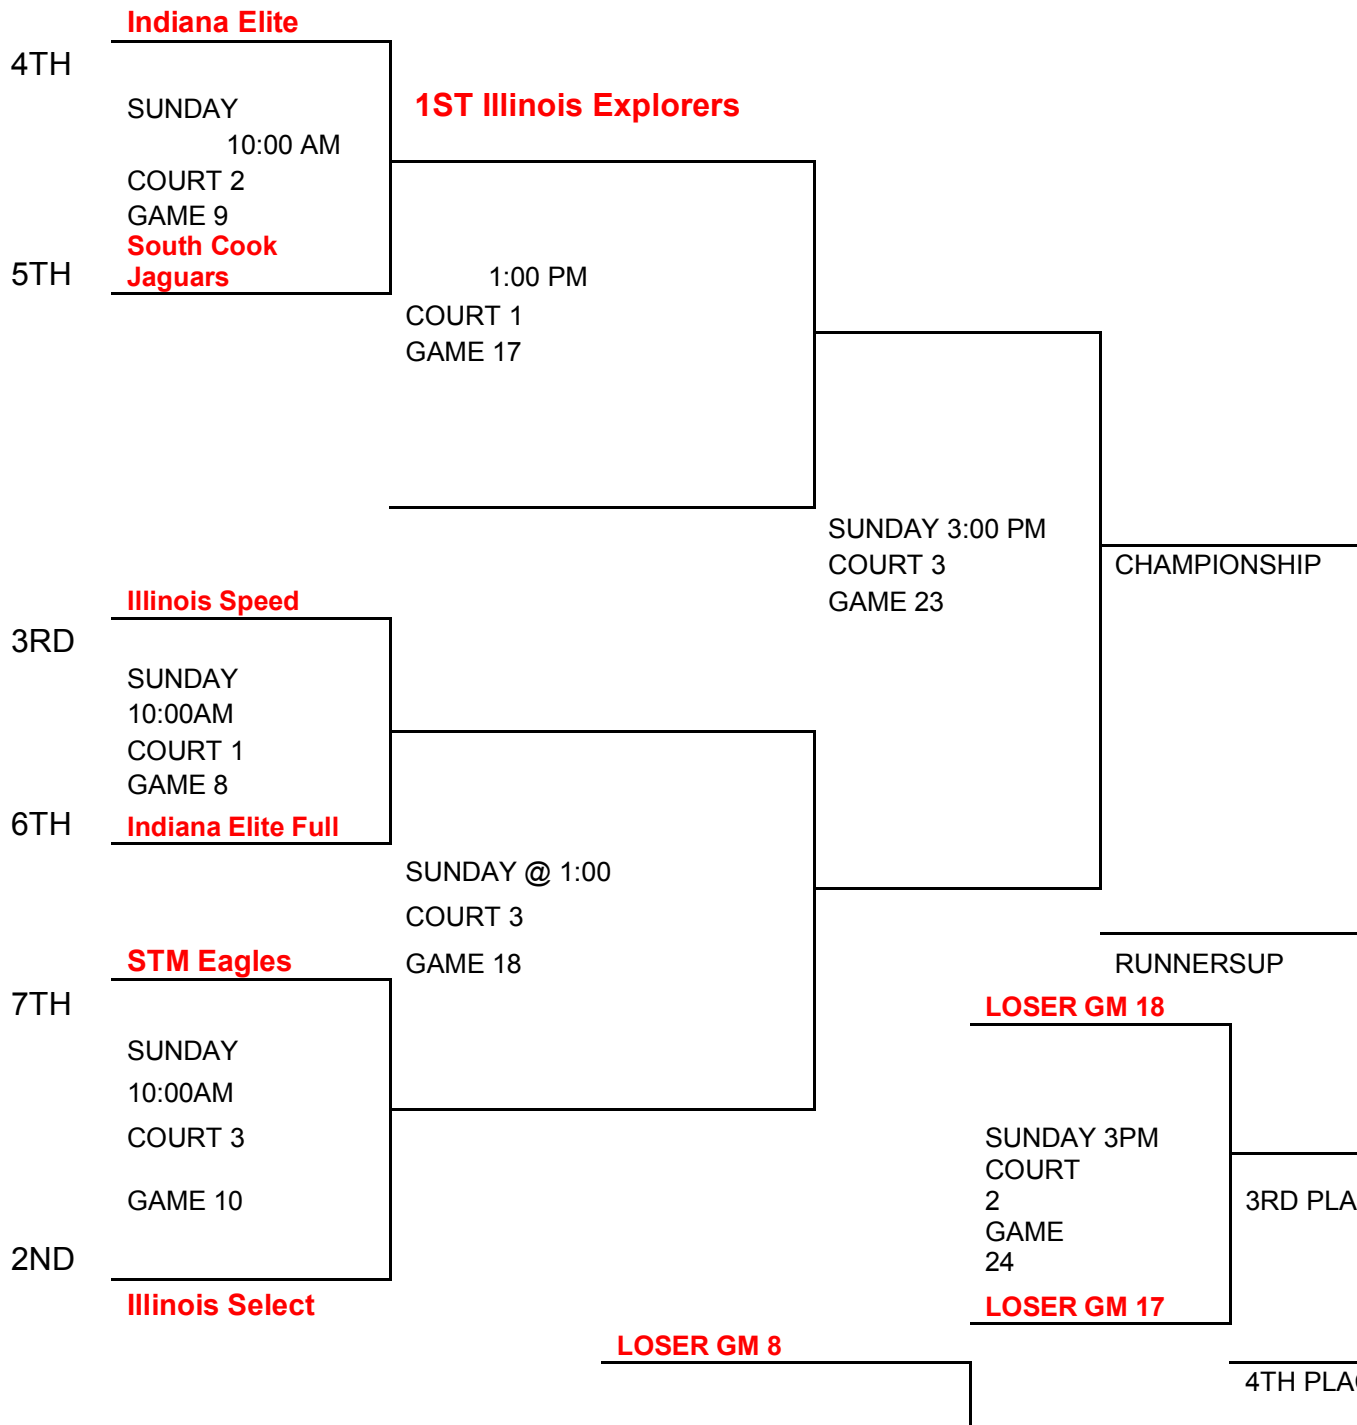 Indiana Elite
4TH
SUNDAY
10:00 AM
COURT 2
GAME 9
South Cook
Jaguars
5TH
1ST Illinois Explorers
1:00 PM
COURT 1
GAME 17
SUNDAY 3:00 PM
COURT 3
GAME 23
CHAMPIONSHIP
Illinois Speed
3RD
SUNDAY
10:00AM
COURT 1
GAME 8
6TH
Indiana Elite Full
SUNDAY @ 1:00
COURT 3
GAME 18
STM Eagles
7TH
SUNDAY
10:00AM
COURT 3
GAME 10
2ND
Illinois Select
RUNNERSUP
LOSER GM 18
SUNDAY 3PM
COURT
2
GAME
24
LOSER GM 17
3RD PLA
LOSER GM 8
4TH PLA